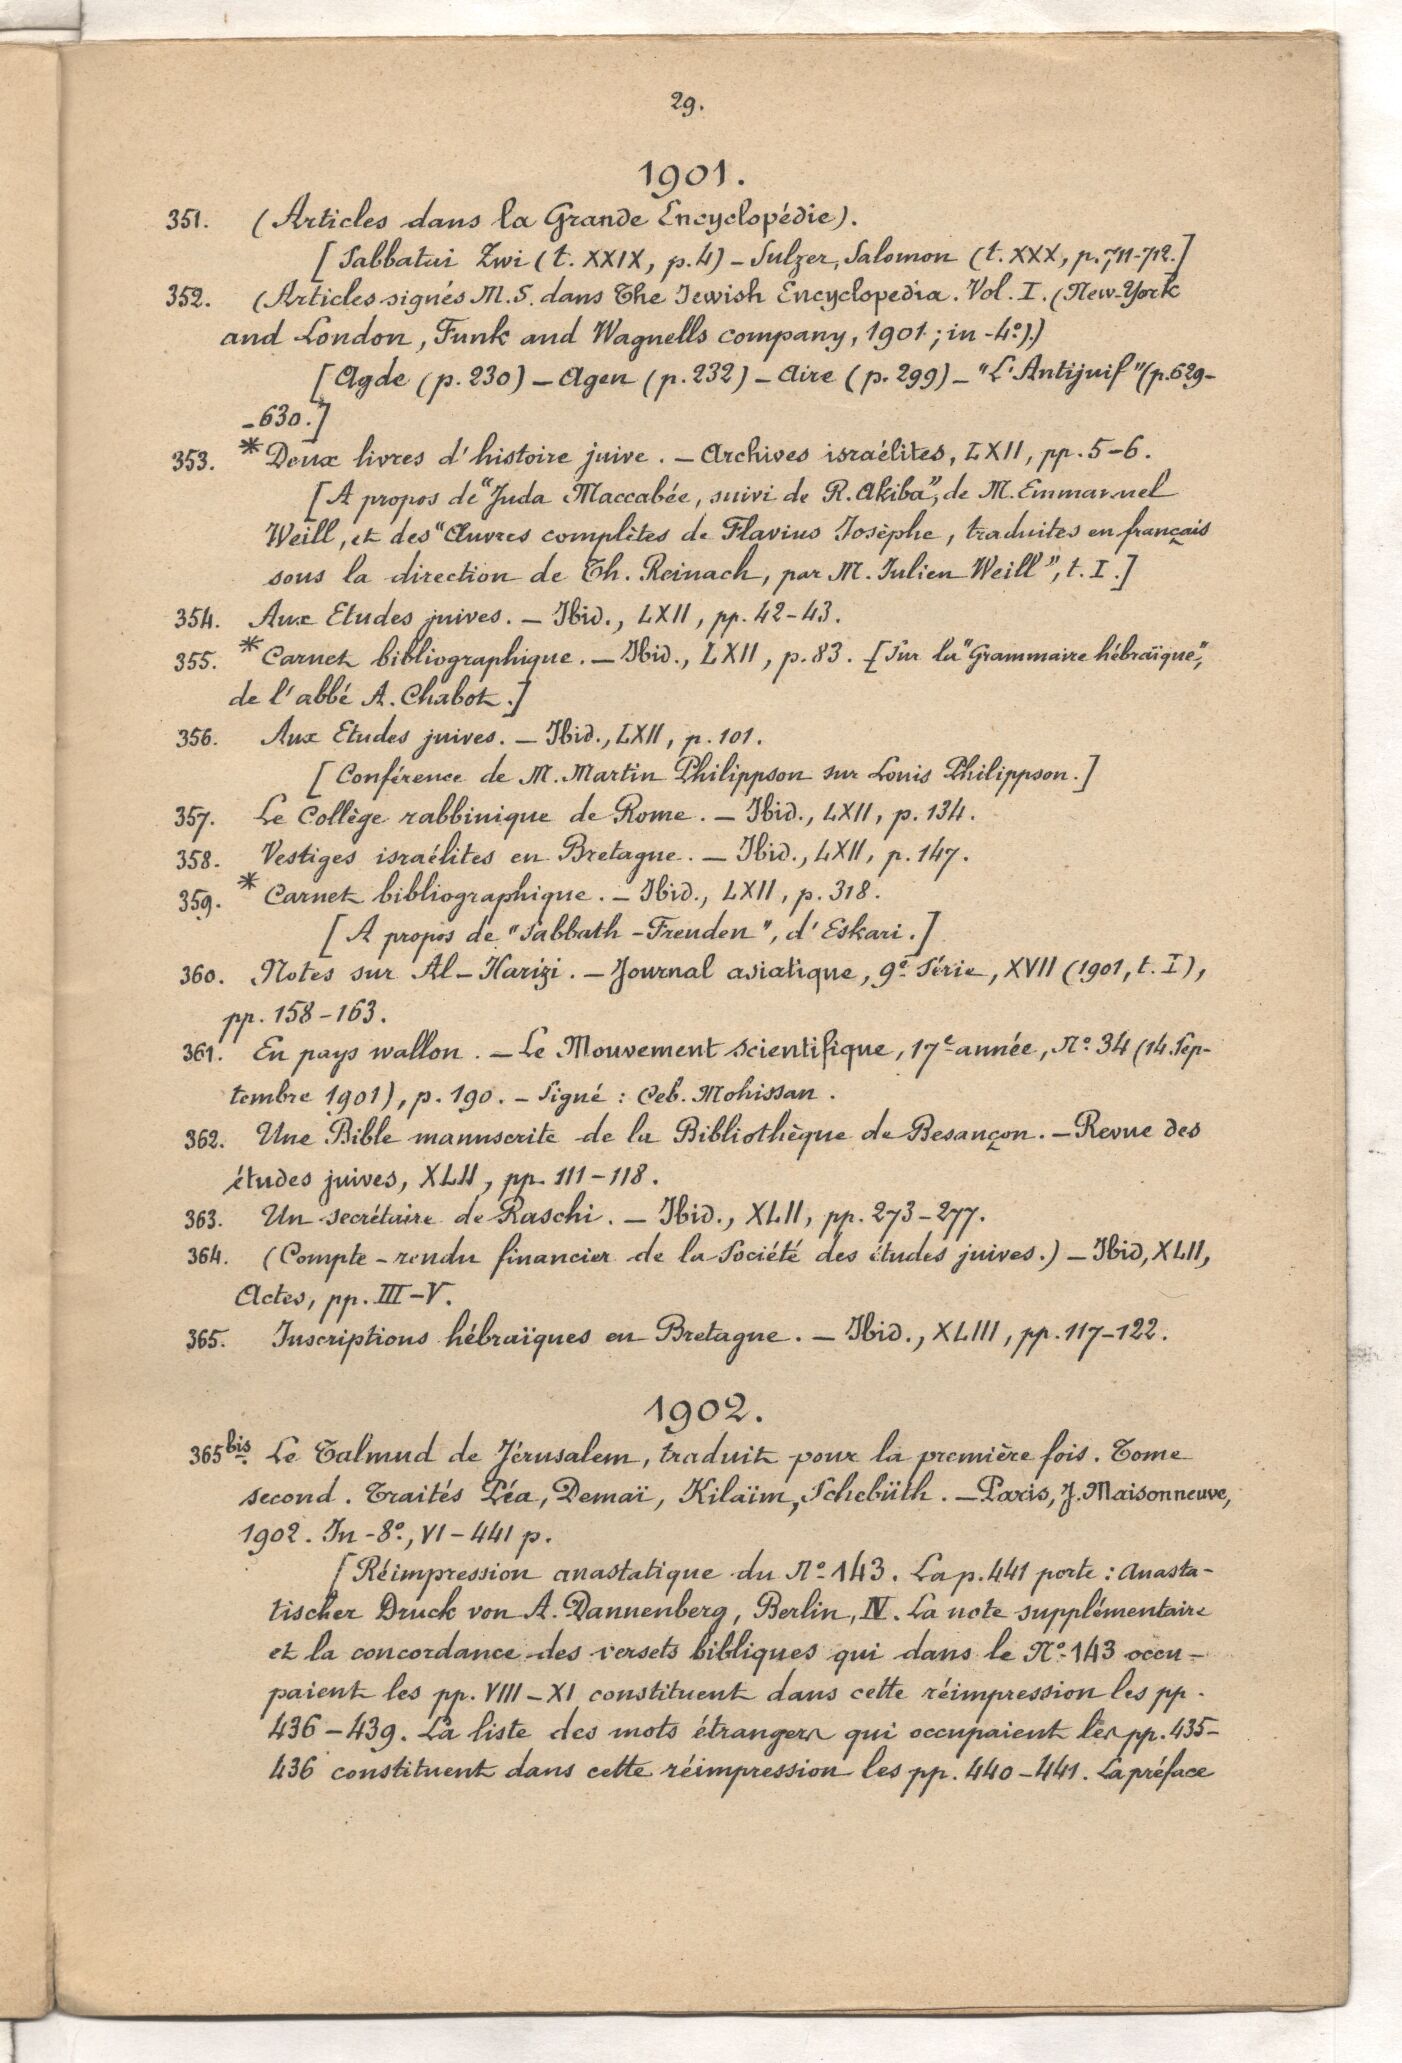 29.
1901.
351. (Articles dans la Grande Encyclopédie).
[Sabbatai Zwi (t. XXIX, p. 4) – Sulzer, Salomon (t. XXX, p. 711-712.]
352. (Articles signés M. S. dans The Jewish Encyclopedia. Vol. I. (New-York
and London, Funk and Wagnells company, 1901 ; in-4º).)
[Agde (p. 230) – Agen (p. 232) – Aire (p. 299) – "L'Antijuif" (p. 629-
-630.]
353. * Deux livres d'histoire juive. – Archives israélites, LXII, pp. 5-6.
[A propos de "Juda Maccabée, suivi de R. Akiba", de M. Emmanuel
Weill, et des "Œuvres complètes de Flavius Josèphe, traduites en français
sous la direction de Th. Reinach, par M. Julien Weill", t. I.]
354. Aux Etudes juives. – Ibid., LXII, pp. 42-43.
355. * Carnet bibliographique. – Ibid., LXII, p. 83. [Sur la "Grammaire hébraïque",
de l'abbé A. Chabot.]
356. Aux Etudes juives. – Ibid., LXII, p. 101.
[Conférence de M. Martin Philippson sur Louis Philippson.]
357. Le Collège rabbinique de Rome. – Ibid., LXII, p. 134.
358. Vestiges israélites en Bretagne. – Ibid., LXII, p. 147.
359. * Carnet bibliographique. – Ibid., LXII, p. 318.
[A propos de "Sabbath-Freuden", d'Eskari.]
360. Notes sur Al-Harizi. – Journal asiatique, 9e Série, XVII (1901, t. I),
pp. 158-163.
361. En pays wallon. – Le Mouvement scientifique, 17e année, Nº 34 (14 Sep-
tembre 1901), p. 190. – Signé : Ceb. Mohissan.
362. Une Bible manuscrite de la Bibliothèque de Besançon. – Revue des
études juives, XLII, pp. 111-118.
363. Un secrétaire de Raschi. – Ibid., XLII, pp. 273-277.
364. (Compte-rendu financier de la Société des études juives.) – Ibid, XLII,
Actes, pp. III-V.
365. Inscriptions hébraïques en Bretagne. – Ibid., XLIII, pp. 117-122.
1902.
365bis. Le Talmud de Jérusalem, traduit pour la première fois. Tome
second. Traités Péa, Demaï, Kilaïm, Schebüth. – Paris, J. Maisonneuve,
1902. In-8º, VI-441 p.
[Réimpression anastatique du Nº 143. La p. 441 porte : Anasta-
tischer Druck von A. Dannenberg, Berlin, N. La note supplémentaire
et la concordance des versets bibliques qui dans le Nº 143 occu-
paient les pp. VIII-XI constituent dans cette réimpression les pp.
436-439. La liste des mots étrangers qui occupaient les pp. 435-
436 constituent dans cette réimpression les pp. 440-441. La préface